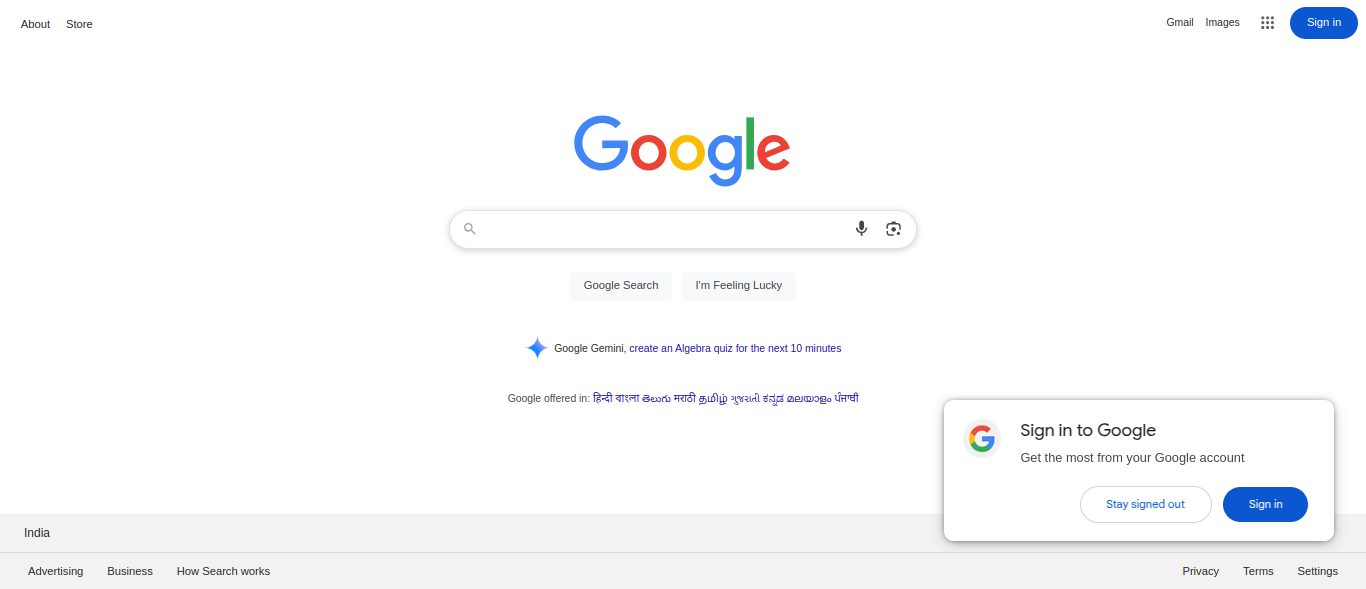 About Store
Gmail Images Sign in
Google
Google Search I'm Feeling Lucky
Google Gemini, create an Algebra quiz for the next 10 minutes
Google offered in: हिन्दी বাংলা తెలుగు मराठी தமிழ் ગુજરાતી ಕನ್ನಡ മലയാളം ਪੰਜਾਬੀ
Sign in to Google
Get the most from your Google account
Stay signed out Sign in
India
Advertising Business How Search works Privacy Terms Settings